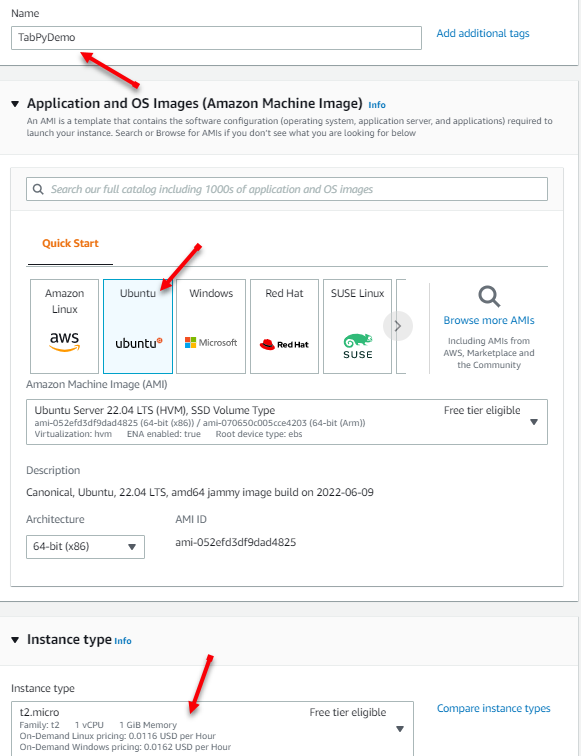 Name
TabPyDemo
Add additional tags
Application and OS Images (Amazon Machine Image) Info
An AMI is a template that contains the software configuration (operating system, application server, and applications) required to
launch your instance. Search or Browse for AMIs if you don't see what you are looking for below
Search our full catalog including 1000s of application and OS images
Quick Start
Amazon
Linux
aws
Ubuntu
ubuntu
Windows
Microsoft
Red Hat
Red Hat
SUSE Linux
SUSE
Browse more AMIs
Including AMIs from
AWS, Marketplace and
the Community
Amazon Machine Image (AMI)
Ubuntu Server 22.04 LTS (HVM), SSD Volume Type
Free tier eligible
ami-052efd3df9dad4825 (64-bit (x86)) / ami-070650c005cce4203 (64-bit (Arm))
Virtualization: hvm ENA enabled: true Root device type: ebs
Description
Canonical, Ubuntu, 22.04 LTS, amd64 jammy image build on 2022-06-09
Architecture
AMI ID
64-bit (x86)
ami-052efd3df9dad4825
Instance type Info
Instance type
t2.micro
Free tier eligible
Family: t2 1 vCPU 1 GiB Memory
On-Demand Linux pricing: 0.0116 USD per Hour
On-Demand Windows pricing: 0.0162 USD per Hour
Compare instance types